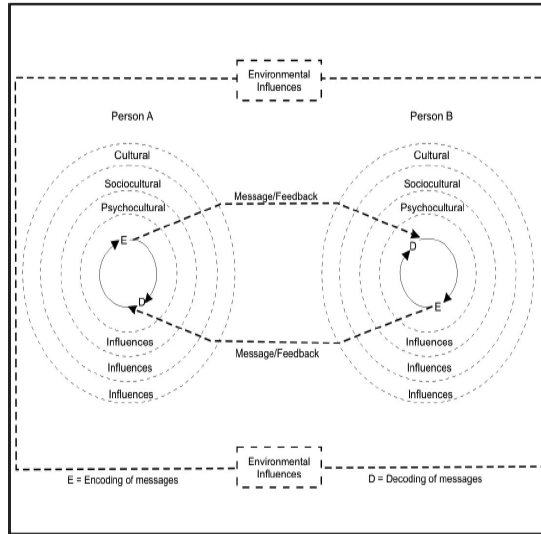 Environmental
Influences
Person A
Person B
Cultural
Cultural
Sociocultural
Sociocultural
Psychocultural
Psychocultural
Message/Feedback
E
D
D
E
Message/Feedback
Influences
Influences
Influences
Influences
Influences
Influences
Environmental
Influences
E = Encoding of messages
D = Decoding of messages